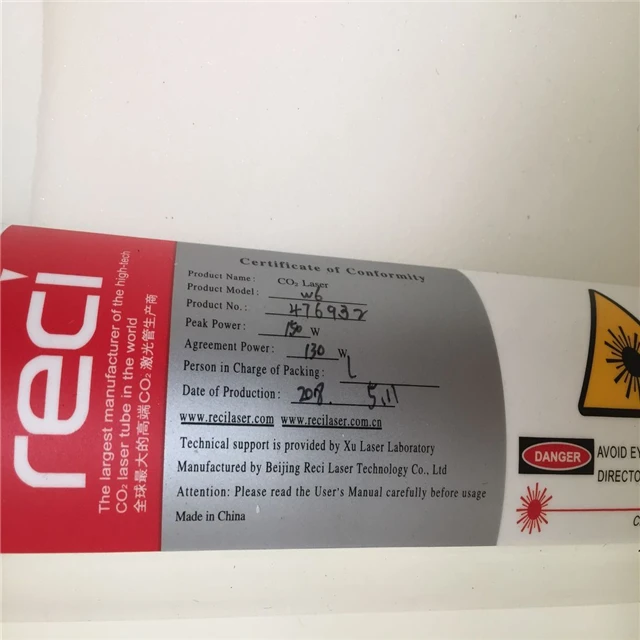 reci
The largest manufacturer of the high-tech
CO₂ laser tube in the world
全球最大的高端CO₂激光管生产商
Certificate of Conformity
Product Name: CO₂ Laser
Product Model: W6
Product No.: 476932
Peak Power: 150 W
Agreement Power: 130 W
Person in Charge of Packing:
Date of Production: 5.11
www.recilaser.com www.recilaser.com.cn
Technical support is provided by Xu Laser Laboratory
Manufactured by Beijing Reci Laser Technology Co., Ltd
Attention: Please read the User's Manual carefully before usage
Made in China
DANGER
AVOID EY
DIRECTO
C